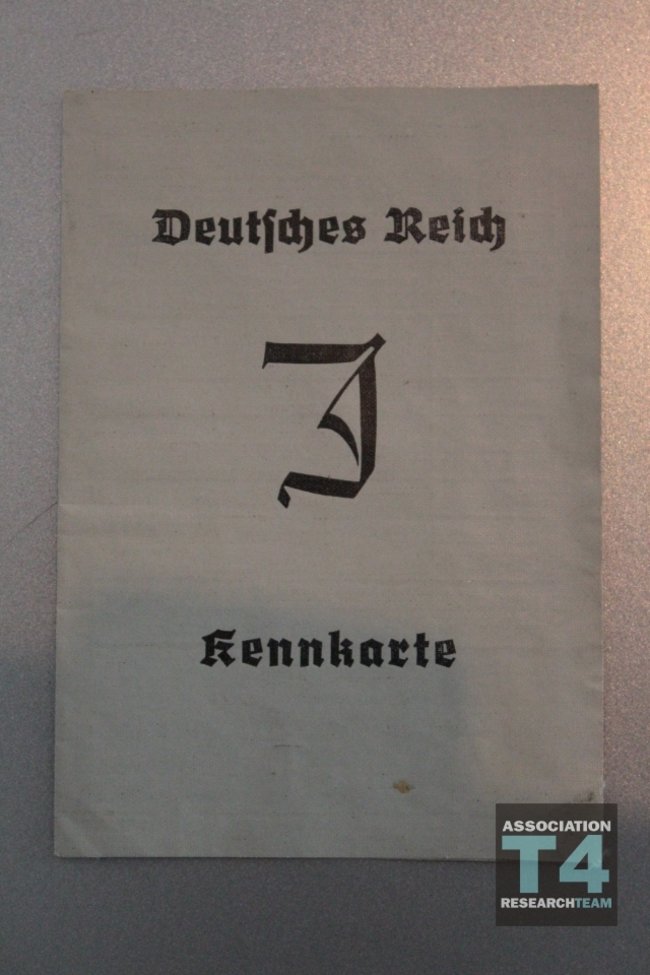 Deutsches Reich
J
Kennkarte
ASSOCIATION
T4
RESEARCHTEAM